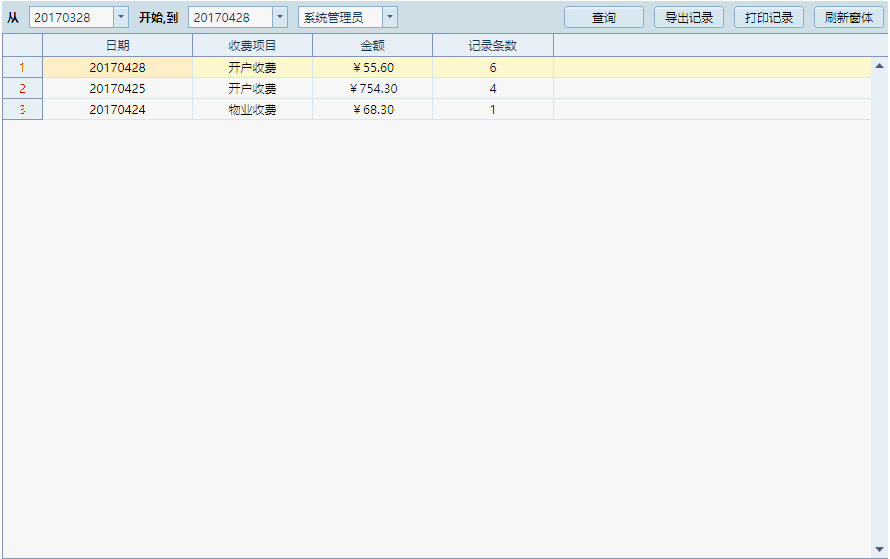 从 20170328 开始,到 20170428 系统管理员 查询 导出记录 打印记录 刷新窗体
日期 收费项目 金额 记录条数
1 20170428 开户收费 ￥55.60 6
2 20170425 开户收费 ￥754.30 4
3 20170424 物业收费 ￥68.30 1